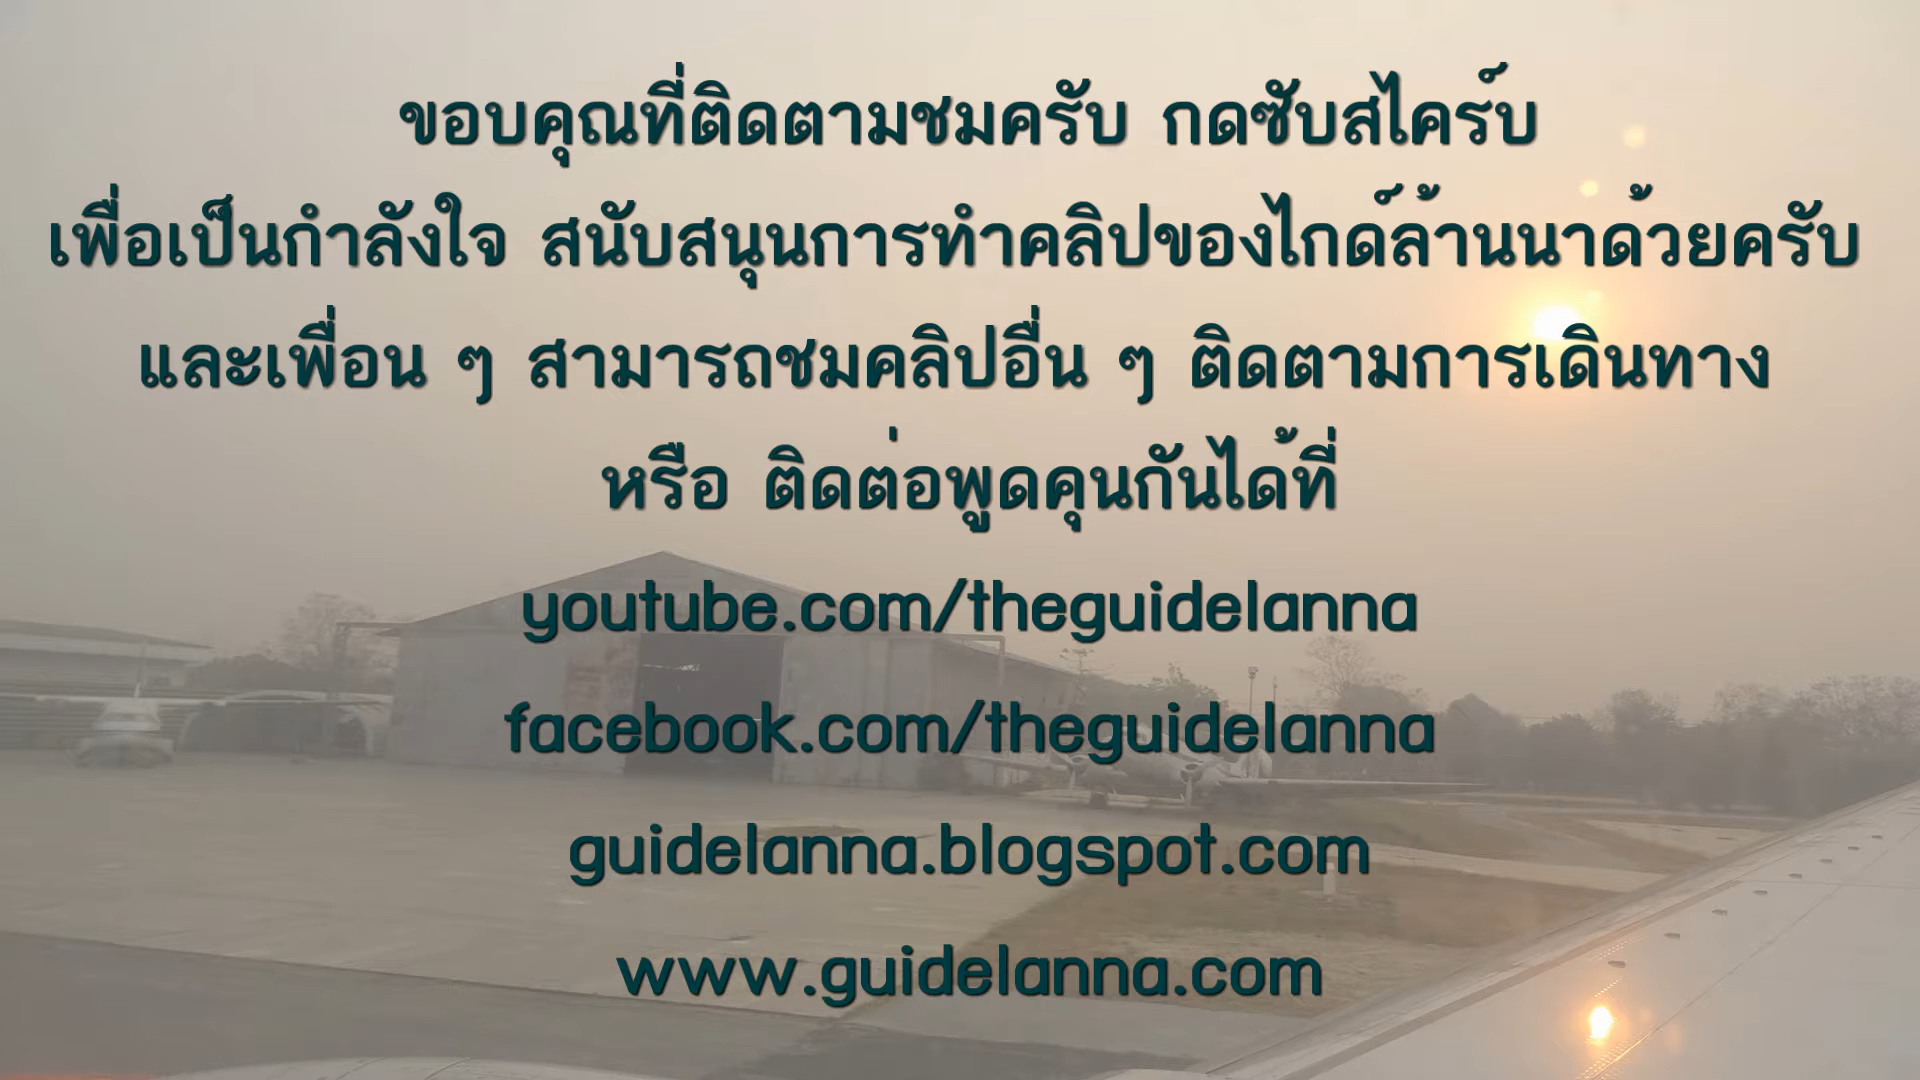 ขอบคุณที่ติดตามชมครับ กดซับสไคร์บ
เพื่อเป็นกำลังใจ สนับสนุนการทำคลิปของไกด์ล้านนาด้วยครับ
และเพื่อน ๆ สามารถชมคลิปอื่น ๆ ติดตามการเดินทาง
หรือ ติดต่อพูดคุนกันได้ที่
youtube.com/theguidelanna
facebook.com/theguidelanna
guidelanna.blogspot.com
www.guidelanna.com